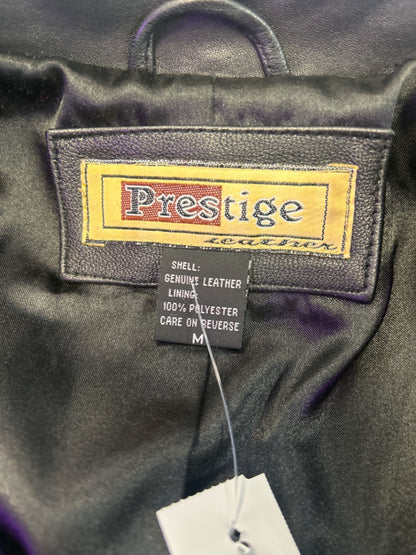 Prestige
leather
SHELL:
GENUINE LEATHER
LINING:
100% POLYESTER
CARE ON REVERSE
M